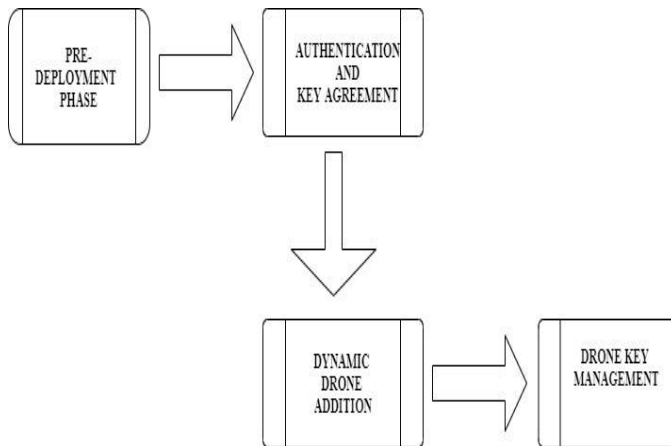 PRE-
DEPLOYMENT
PHASE
AUTHENTICATION
AND
KEY AGREEMENT
DYNAMIC
DRONE
ADDITION
DRONE KEY
MANAGEMENT